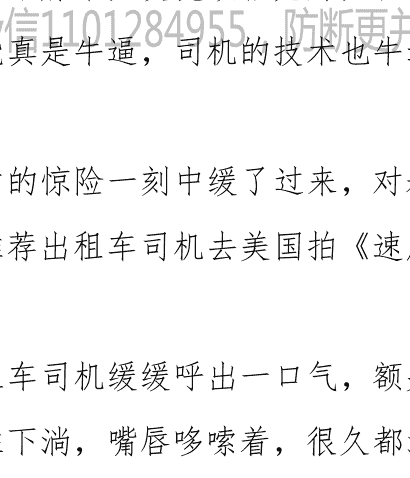 信1101284955，防断更
真是牛逼，司机的技术也牛
的惊险一刻中缓了过来，对
荐出租车司机去美国拍《速
车司机缓缓呼出一口气，额
下淌，嘴唇哆嗦着，很久都